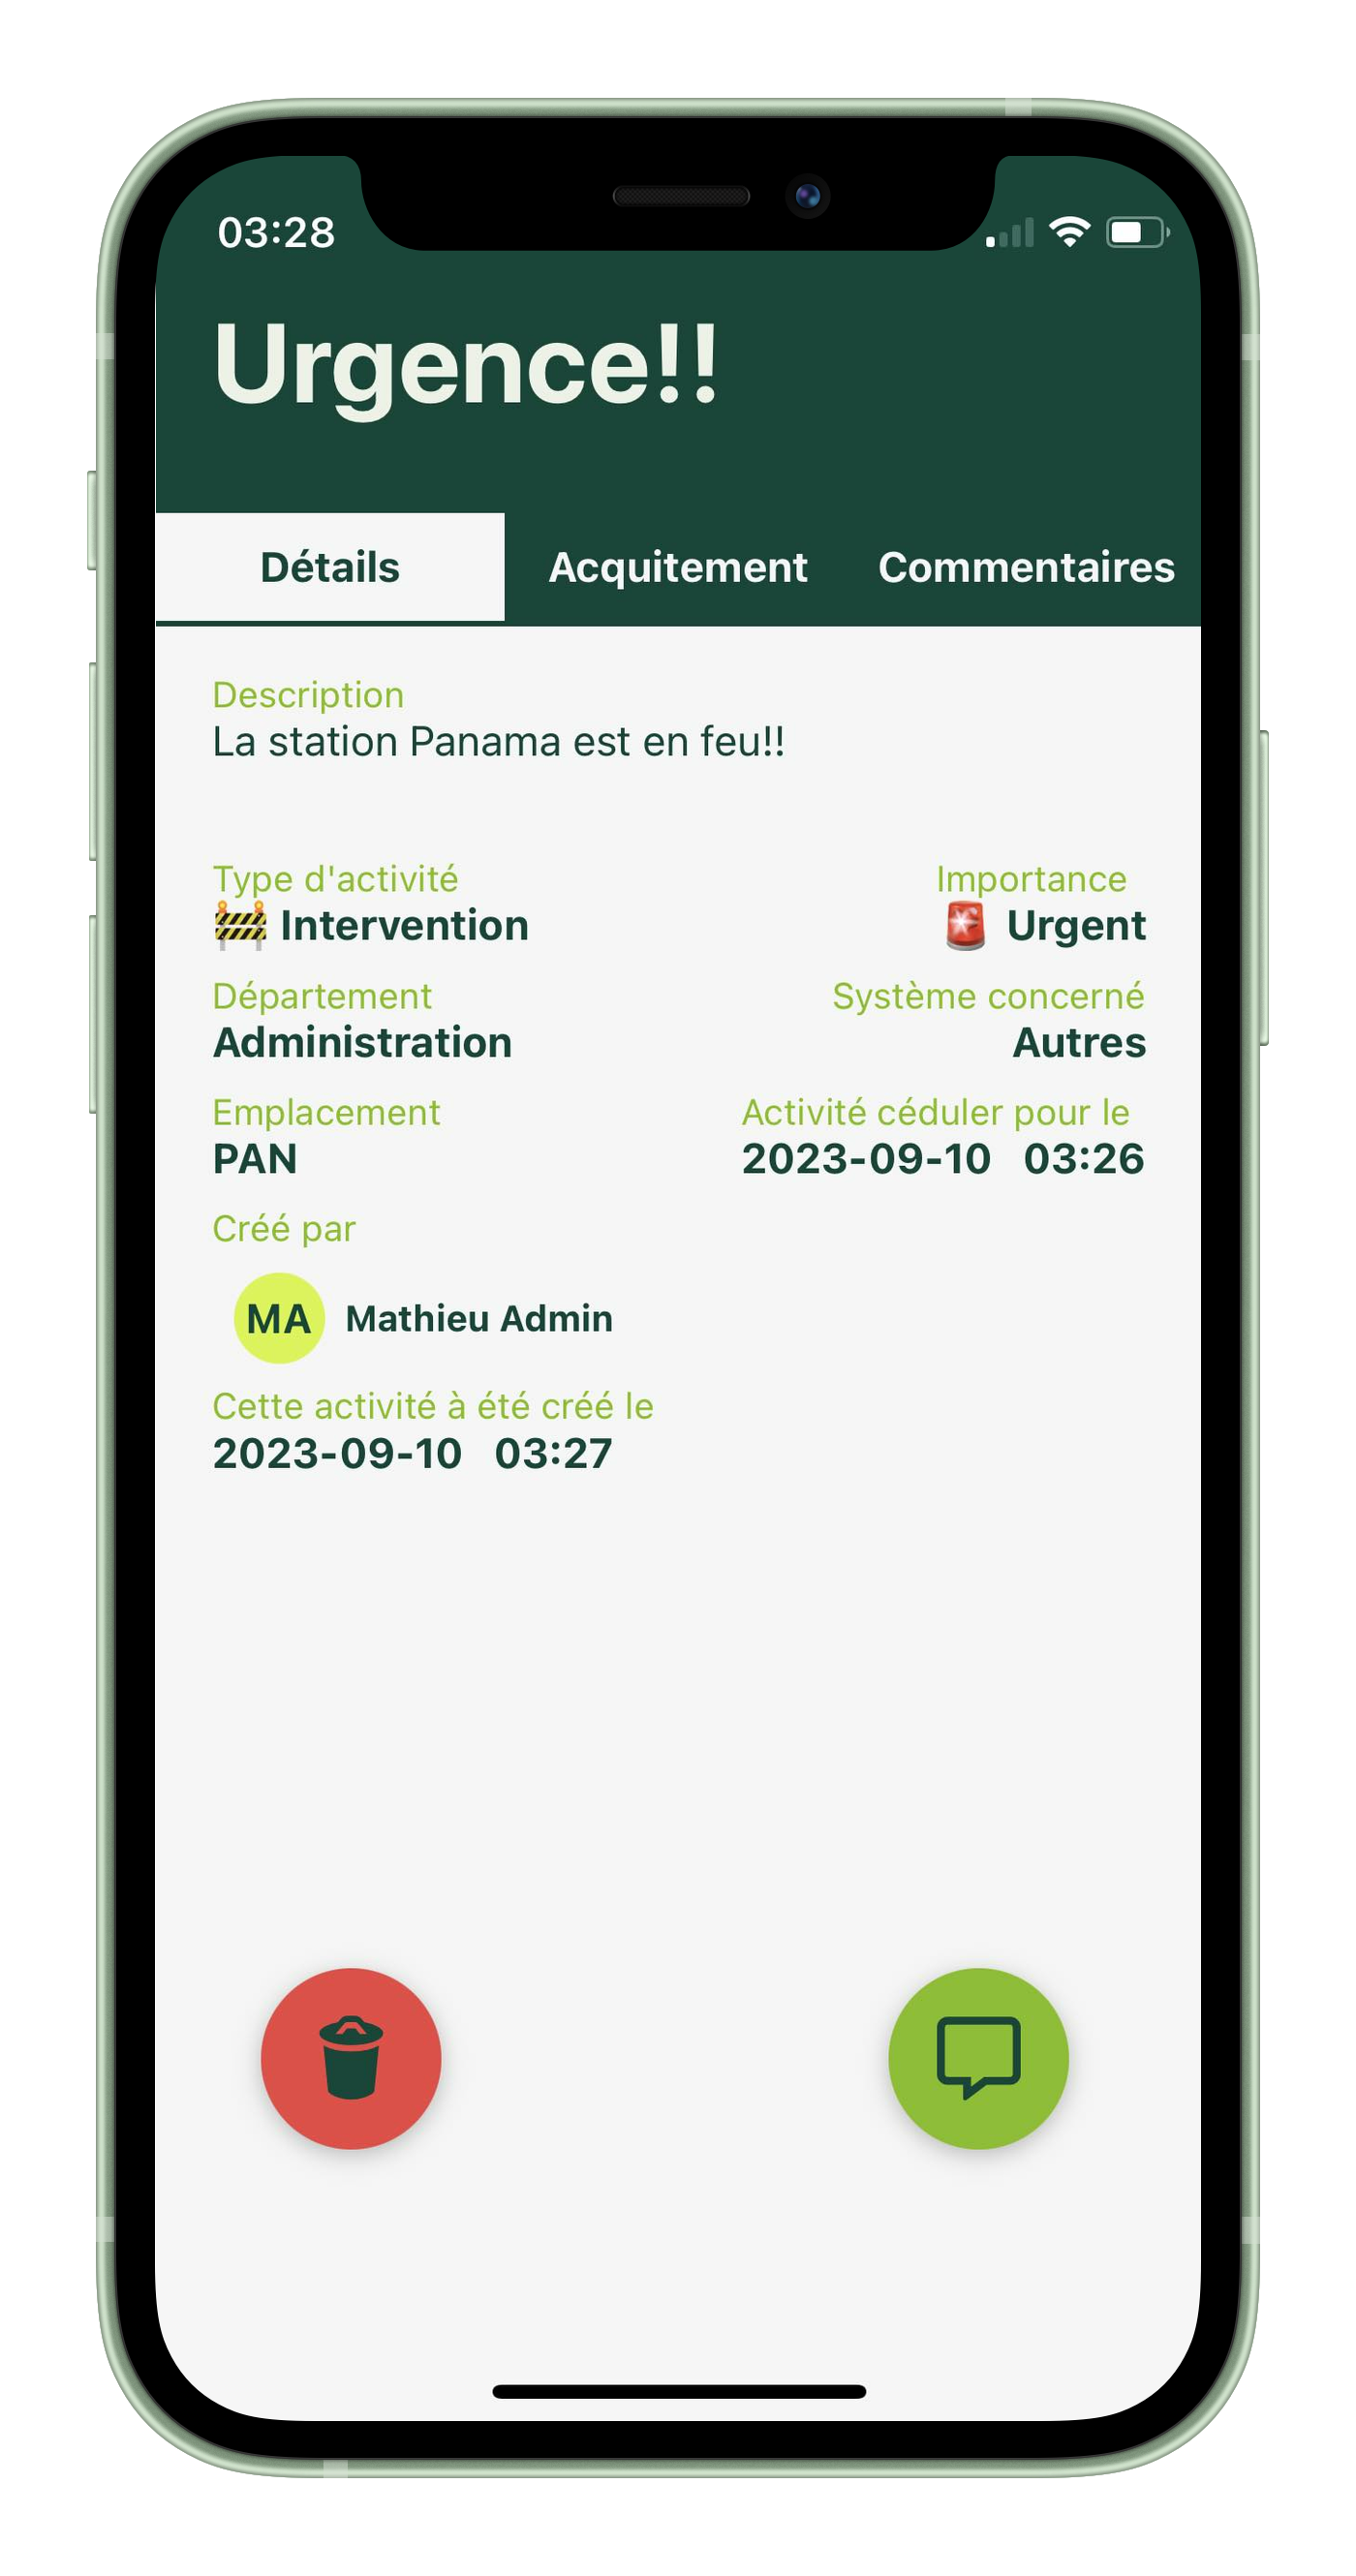 03:28
Urgence!!
Détails Acquitement Commentaires
Description
La station Panama est en feu!!
Type d'activité Importance
🚧 Intervention 🚨 Urgent
Département Système concerné
Administration Autres
Emplacement Activité céduler pour le
PAN 2023-09-10 03:26
Créé par
MA Mathieu Admin
Cette activité à été créé le
2023-09-10 03:27